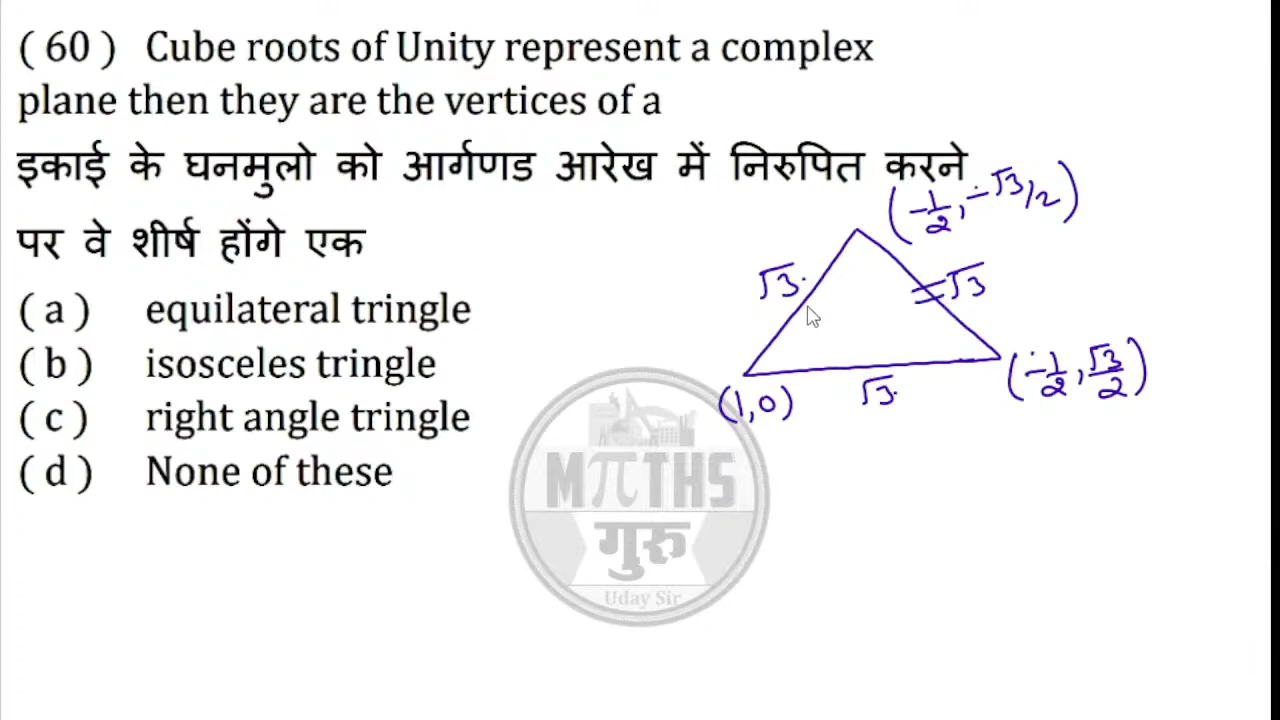 ( 60 ) Cube roots of Unity represent a complex
plane then they are the vertices of a
इकाई के घनमुलो को आर्गणड आरेख में निरुपित करने
पर वे शीर्ष होंगे एक
( a ) equilateral tringle
( b ) isosceles tringle
( c ) right angle tringle
( d ) None of these
(-1/2, -√3/2)
√3
√3
(1,0)
√3
(-1/2, √3/2)
MπTHS
गुरु
Uday Sir